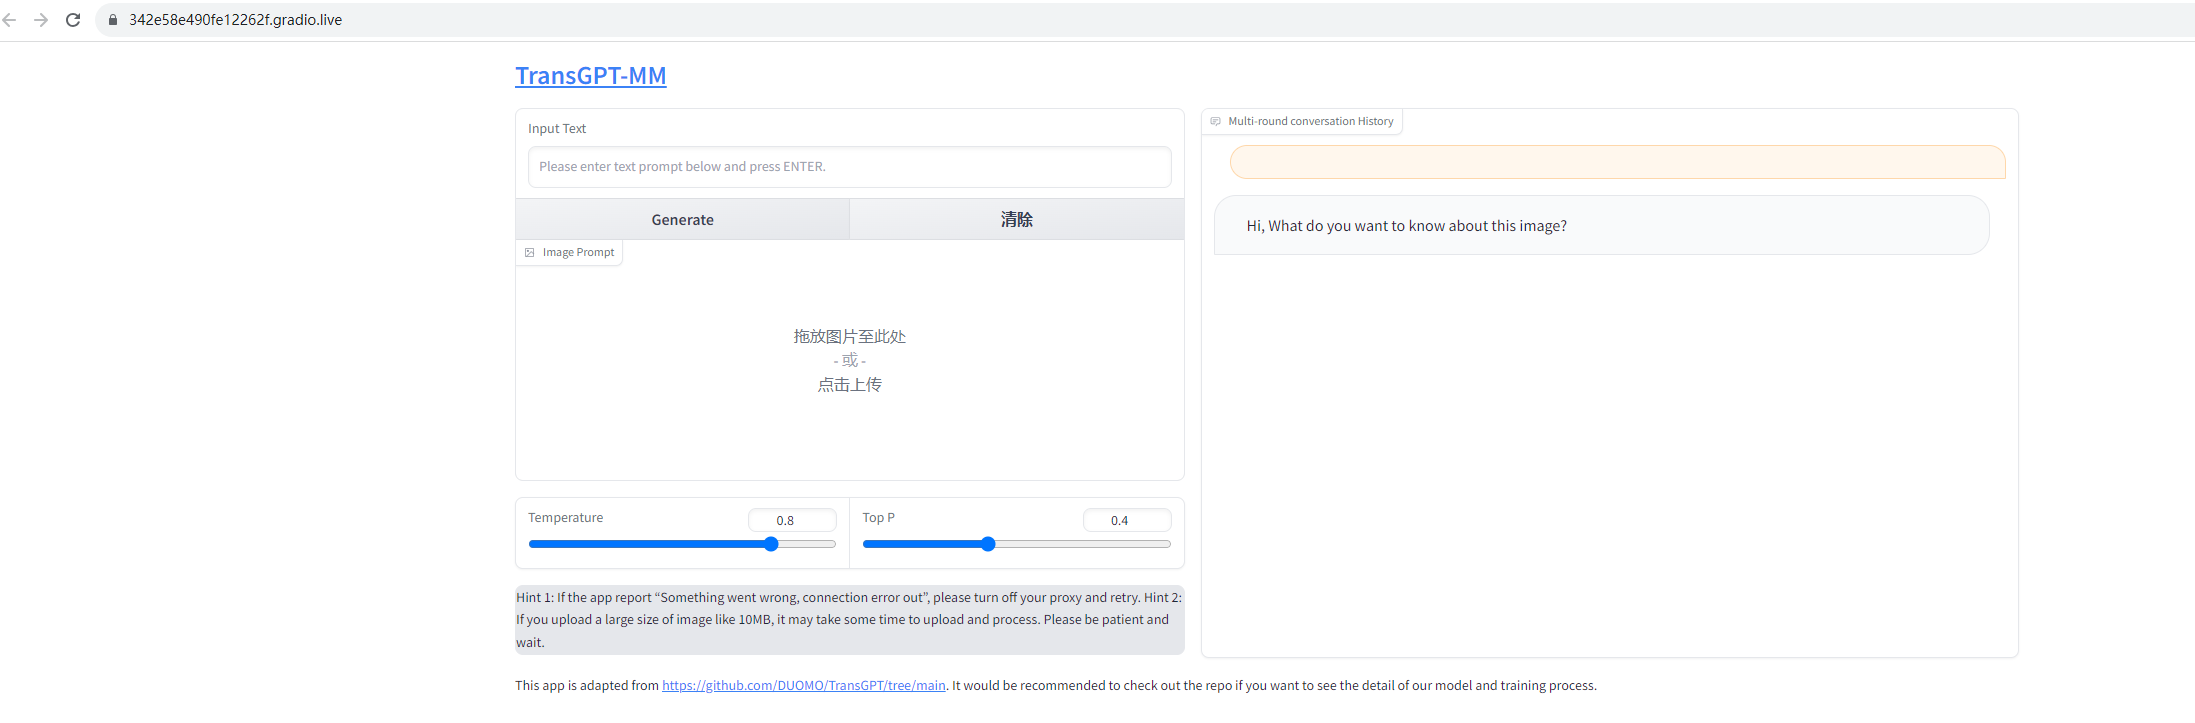 342e58e490fe12262f.gradio.live
TransGPT-MM
Input Text
Please enter text prompt below and press ENTER.
Generate
清除
Image Prompt
拖放图片至此处
- 或 -
点击上传
Temperature
0.8
Top P
0.4
Hint 1: If the app report “Something went wrong, connection error out”, please turn off your proxy and retry. Hint 2:
If you upload a large size of image like 10MB, it may take some time to upload and process. Please be patient and
wait.
Multi-round conversation History
Hi, What do you want to know about this image?
This app is adapted from https://github.com/DUOMO/TransGPT/tree/main. It would be recommended to check out the repo if you want to see the detail of our model and training process.